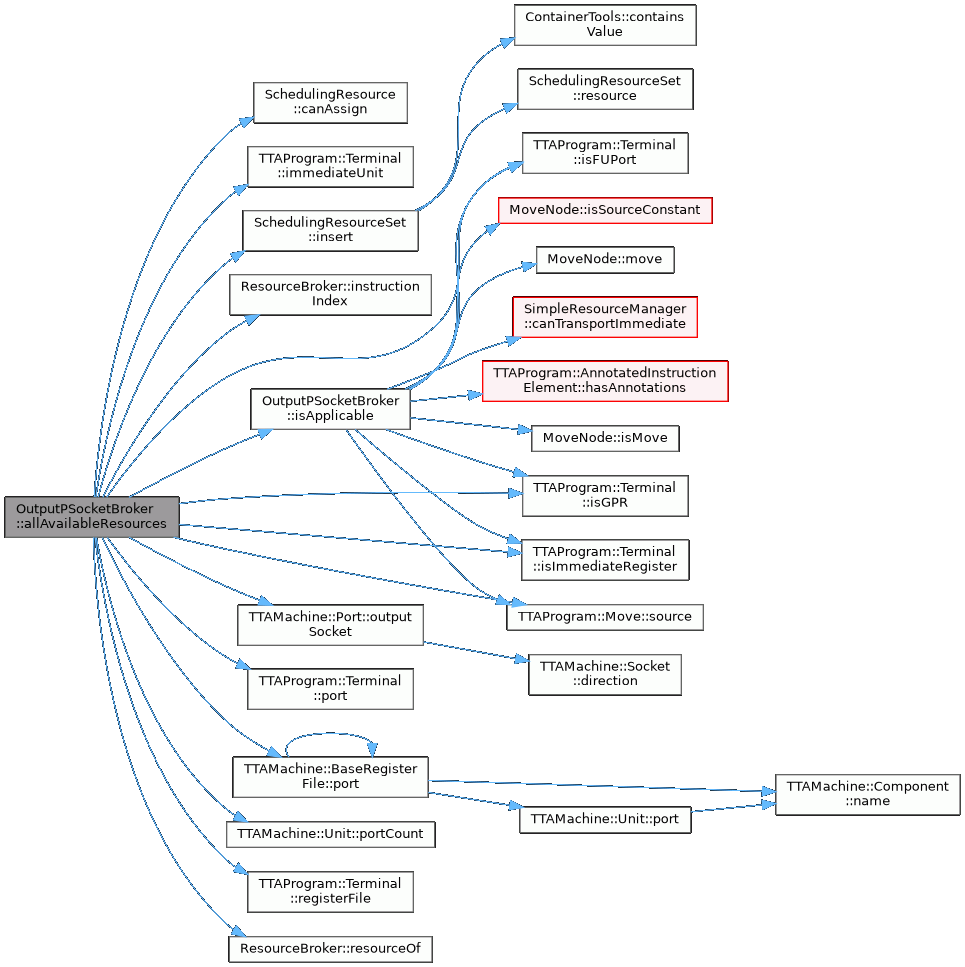 ContainerTools::contains
Value
SchedulingResource
::canAssign
SchedulingResourceSet
::resource
TTAProgram::Terminal
::isFUPort
TTAProgram::Terminal
::immediateUnit
MoveNode::isSourceConstant
SchedulingResourceSet
::insert
MoveNode::move
ResourceBroker::instruction
Index
SimpleResourceManager
::canTransportImmediate
TTAProgram::AnnotatedInstruction
Element::hasAnnotations
OutputPSocketBroker
::isApplicable
MoveNode::isMove
TTAProgram::Terminal
::isGPR
OutputPSocketBroker
::allAvailableResources
TTAProgram::Terminal
::isImmediateRegister
TTAMachine::Port::output
Socket
TTAProgram::Move::source
TTAMachine::Socket
::direction
TTAProgram::Terminal
::port
TTAMachine::BaseRegister
File::port
TTAMachine::Component
::name
TTAMachine::Unit::port
TTAMachine::Unit::portCount
TTAProgram::Terminal
::registerFile
ResourceBroker::resourceOf